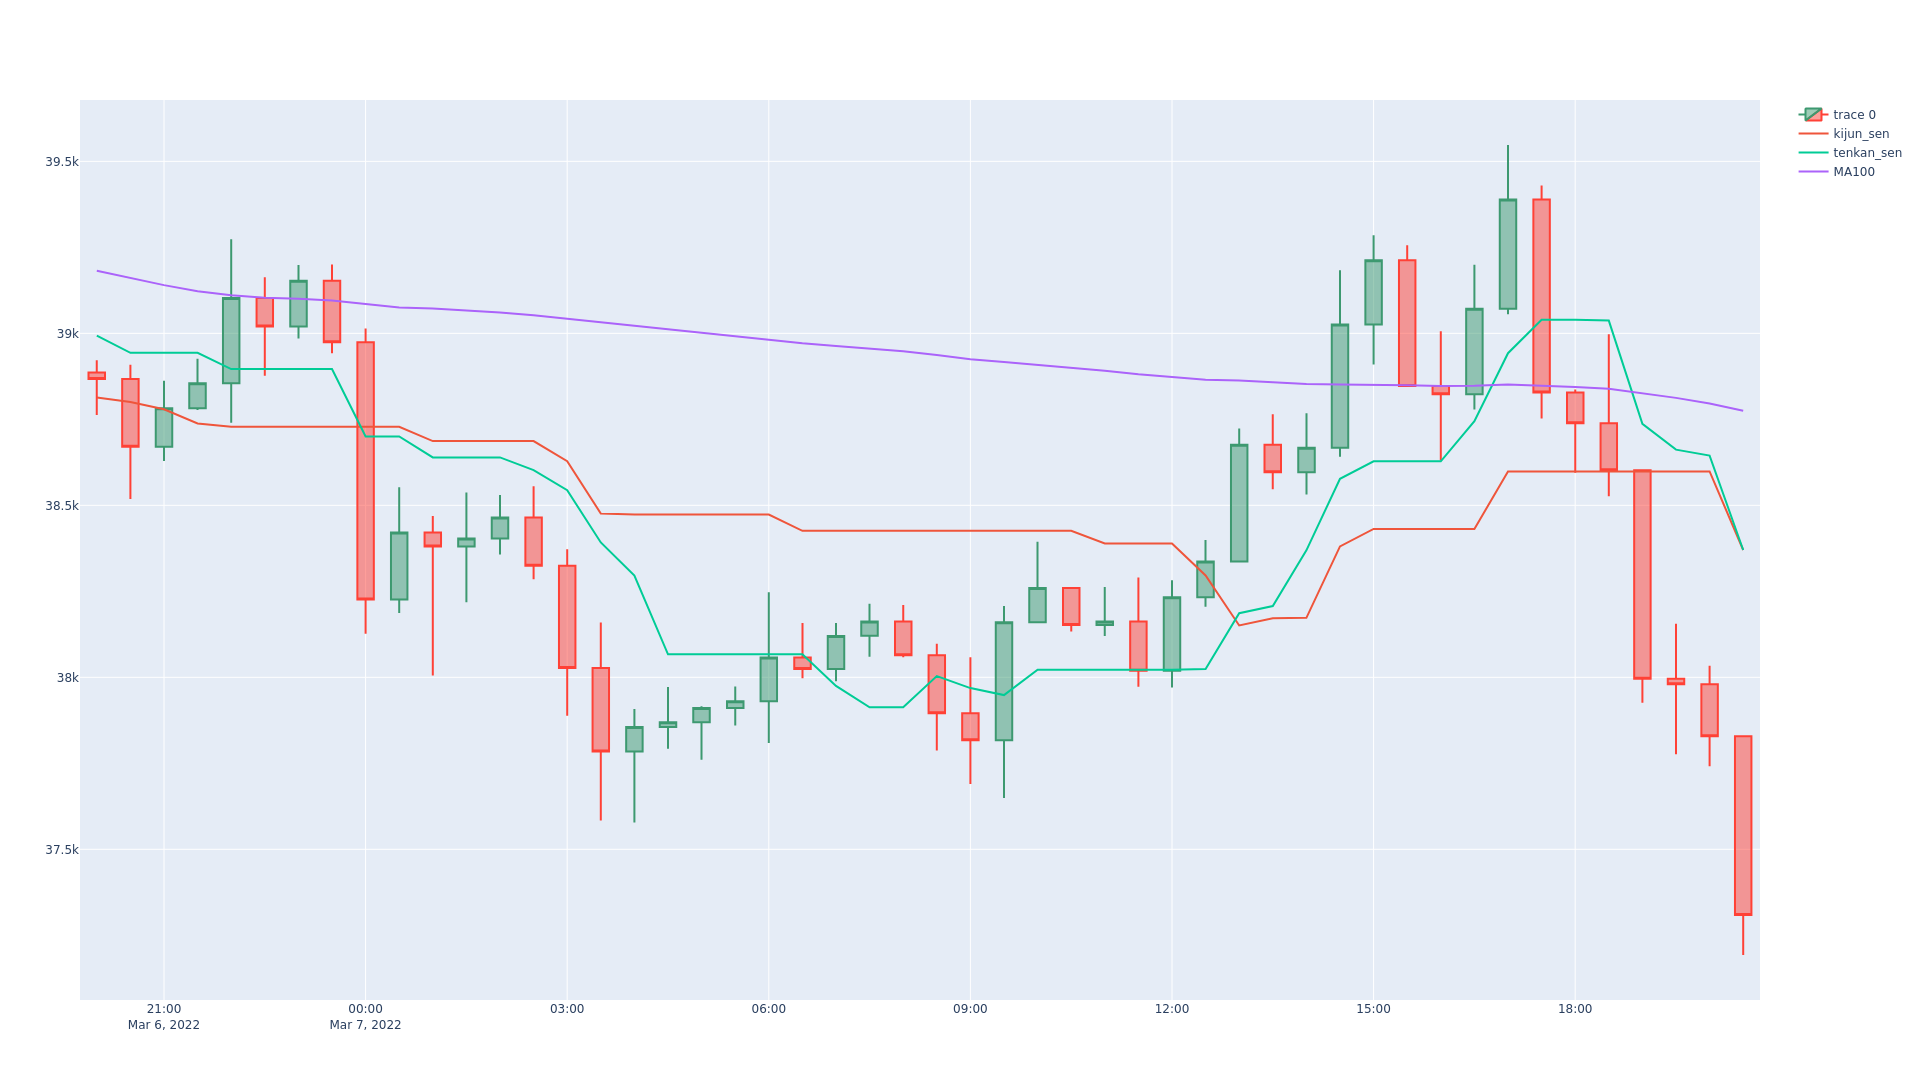 trace 0
kijun_sen
tenkan_sen
MA100
39.5k
39k
38.5k
38k
37.5k
21:00 00:00 03:00 06:00 09:00 12:00 15:00 18:00
Mar 6, 2022 Mar 7, 2022